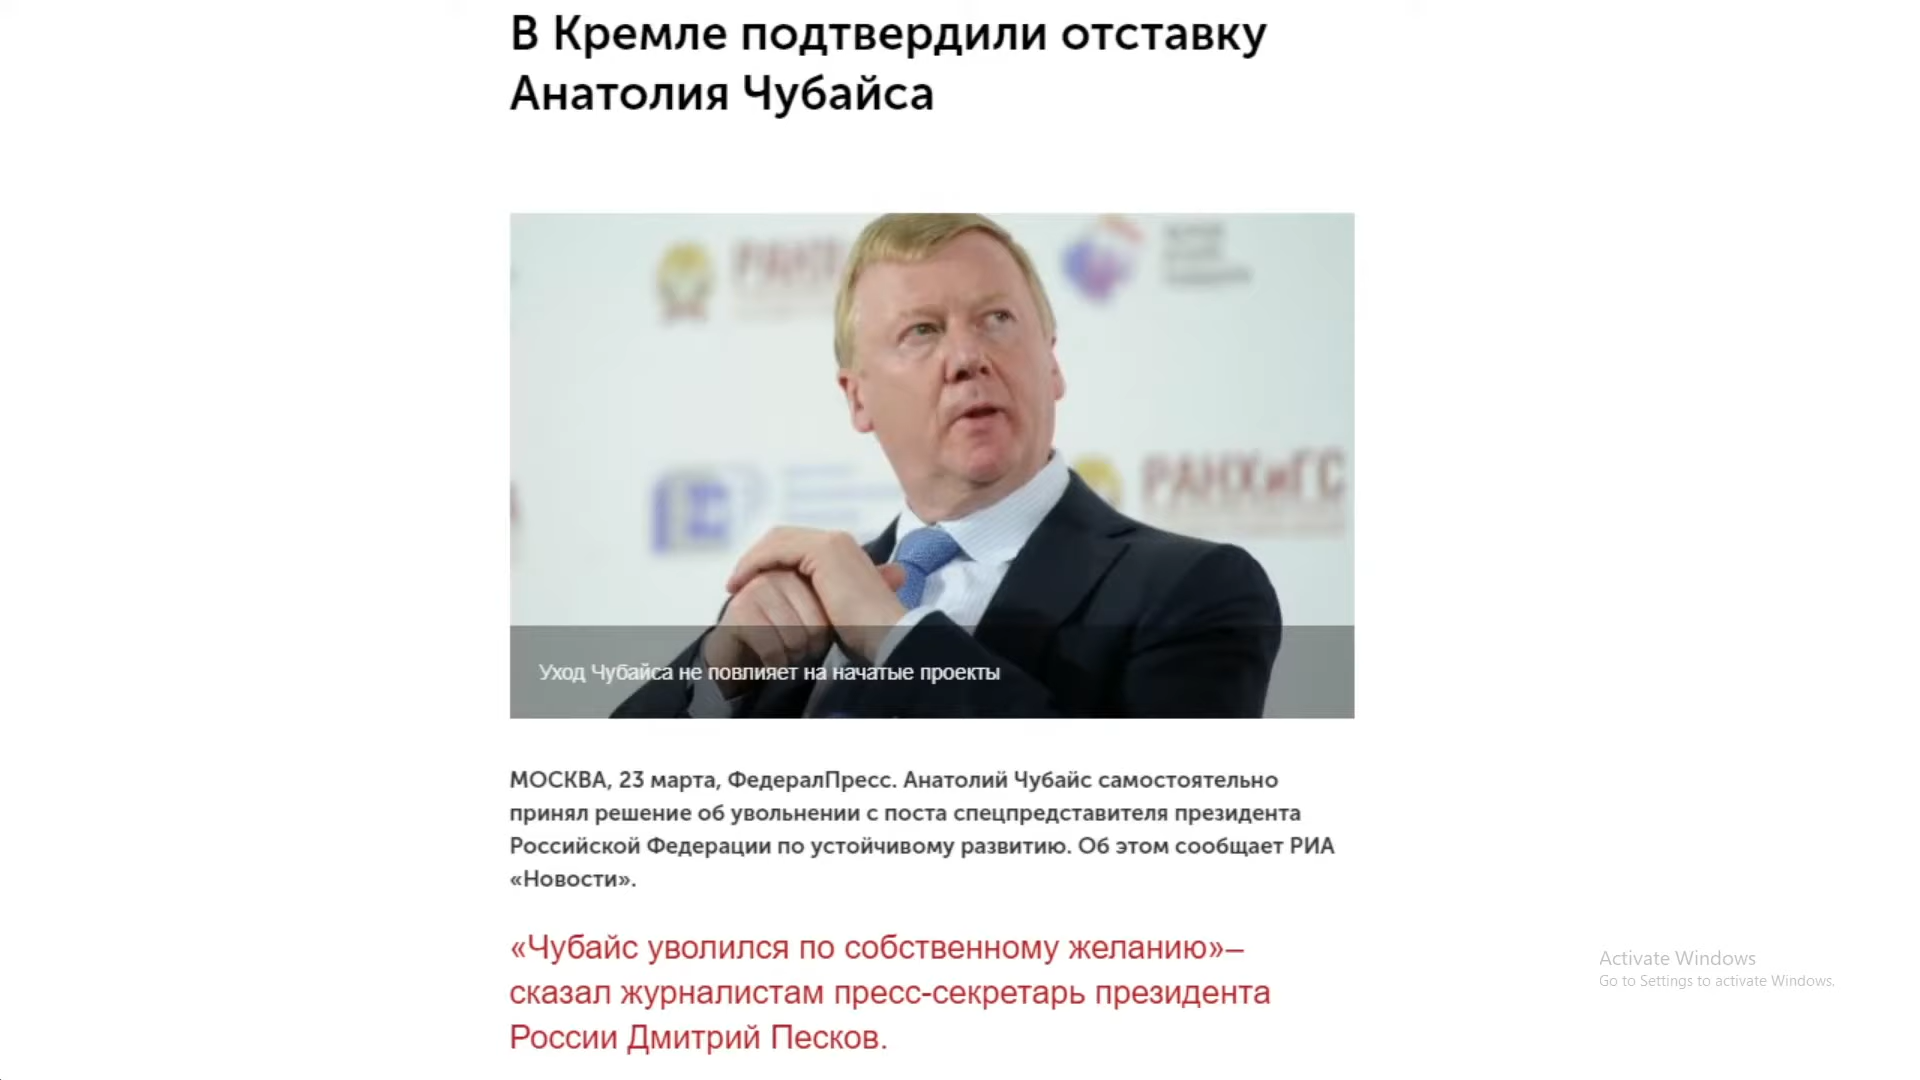 В Кремле подтвердили отставку
Анатолия Чубайса
РАНХиГС
Уход Чубайса не повлияет на начатые проекты
МОСКВА, 23 марта, ФедералПресс. Анатолий Чубайс самостоятельно
принял решение об увольнении с поста спецпредставителя президента
Российской Федерации по устойчивому развитию. Об этом сообщает РИА
«Новости».
«Чубайс уволился по собственному желанию»–
сказал журналистам пресс-секретарь президента
России Дмитрий Песков.
Activate Windows
Go to Settings to activate Windows.